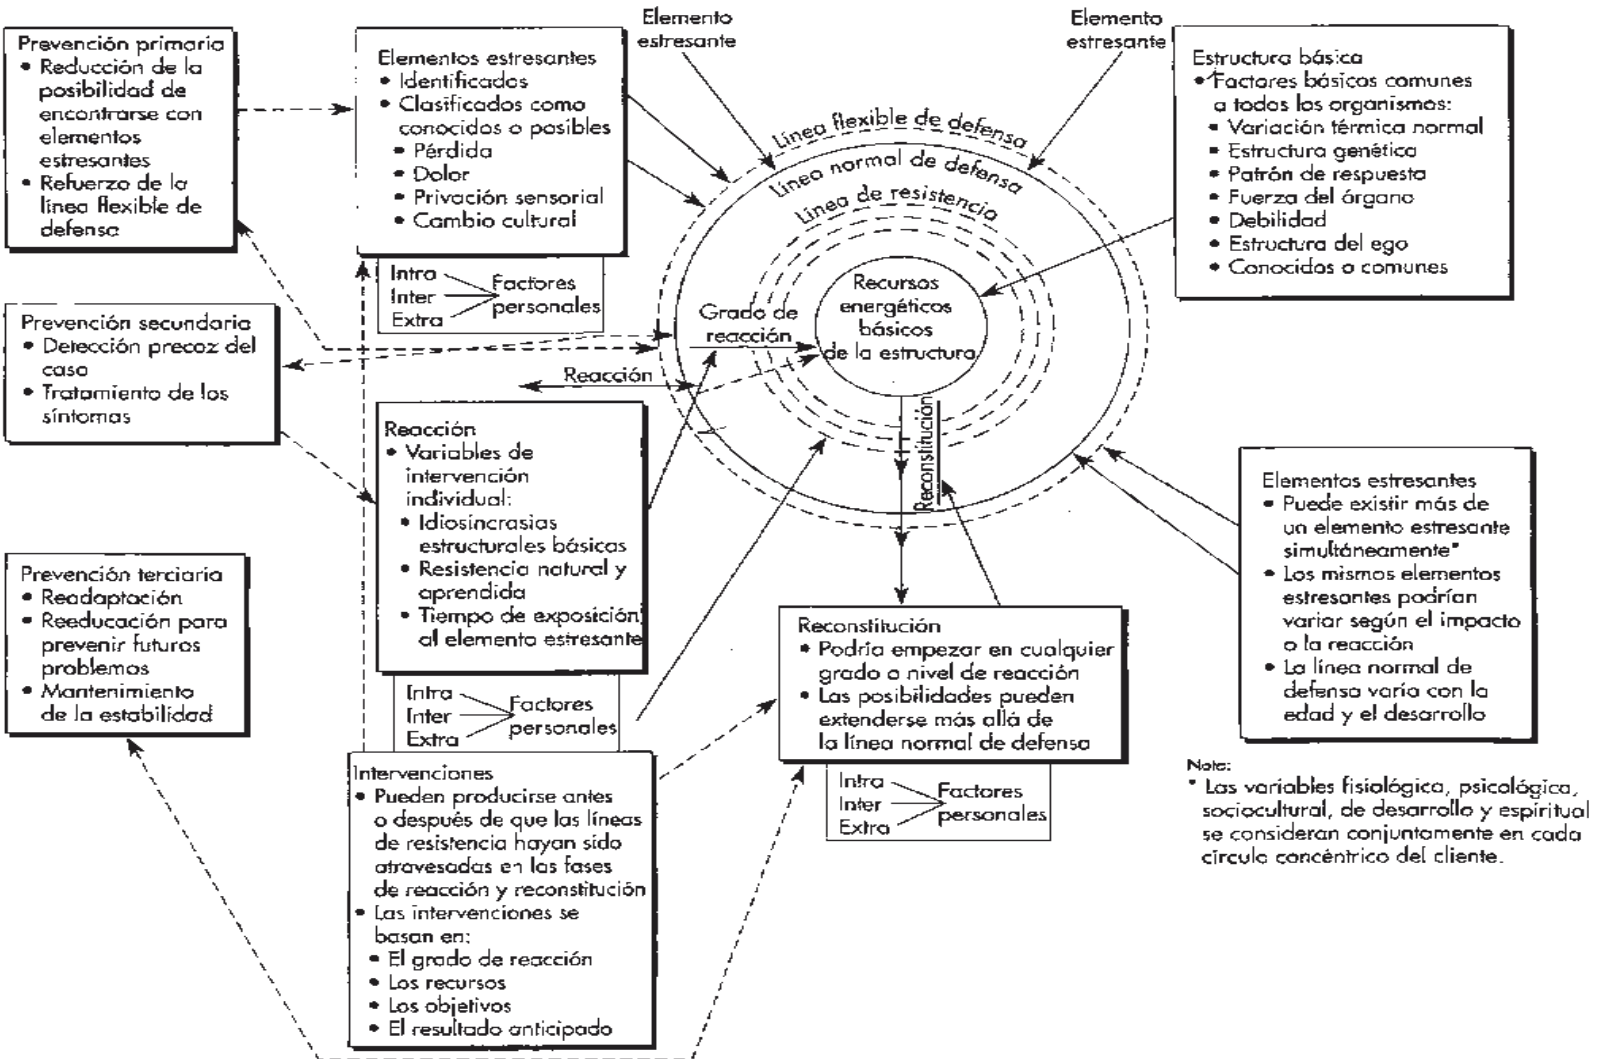 Prevención primaria
• Reducción de la
posibilidad de
encontrarse con
elementos
estresantes
• Refuerzo de la
línea flexible de
defensa
Elementos estresantes
• Identificados
• Clasificados como
conocidos o posibles
• Pérdida
• Dolor
• Privación sensorial
• Cambio cultural
Intra
Inter
Extra
Factores
personales
Elemento
estresante
Elemento
estresante
Estructura básica
• Factores básicos comunes
a todos los organismos:
• Variación térmica normal
• Estructura genética
• Patrón de respuesta
• Fuerza del órgano
• Debilidad
• Estructura del ego
• Conocidos o comunes
Línea flexible de defensa
Línea normal de defensa
Línea de resistencia
Recursos
energéticos
básicos
de la estructura
Grado de
reacción
Reacción
Reconstitución
Prevención secundaria
• Detección precoz del
caso
• Tratamiento de los
síntomas
Reacción
• Variables de
intervención
individual:
• Idiosincrasias
estructurales básicas
• Resistencia natural y
aprendida
• Tiempo de exposición
al elemento estresante
Intra
Inter
Extra
Factores
personales
Prevención terciaria
• Readaptación
• Reeducación para
prevenir futuros
problemas
• Mantenimiento
de la estabilidad
Intervenciones
• Pueden producirse antes
o después de que las líneas
de resistencia hayan sido
atravesadas en las fases
de reacción y reconstitución
• Las intervenciones se
basan en:
• El grado de reacción
• Los recursos
• Los objetivos
• El resultado anticipado
Reconstitución
• Podría empezar en cualquier
grado o nivel de reacción
• Las posibilidades pueden
extenderse más allá de
la línea normal de defensa
Intra
Inter
Extra
Factores
personales
Elementos estresantes
• Puede existir más de
un elemento estresante
simultáneamente*
• Los mismos elementos
estresantes podrían
variar según el impacto
o la reacción
• La línea normal de
defensa varía con la
edad y el desarrollo
Nota:
* Las variables fisiológica, psicológica,
sociocultural, de desarrollo y espiritual
se consideran conjuntamente en cada
círculo concéntrico del cliente.